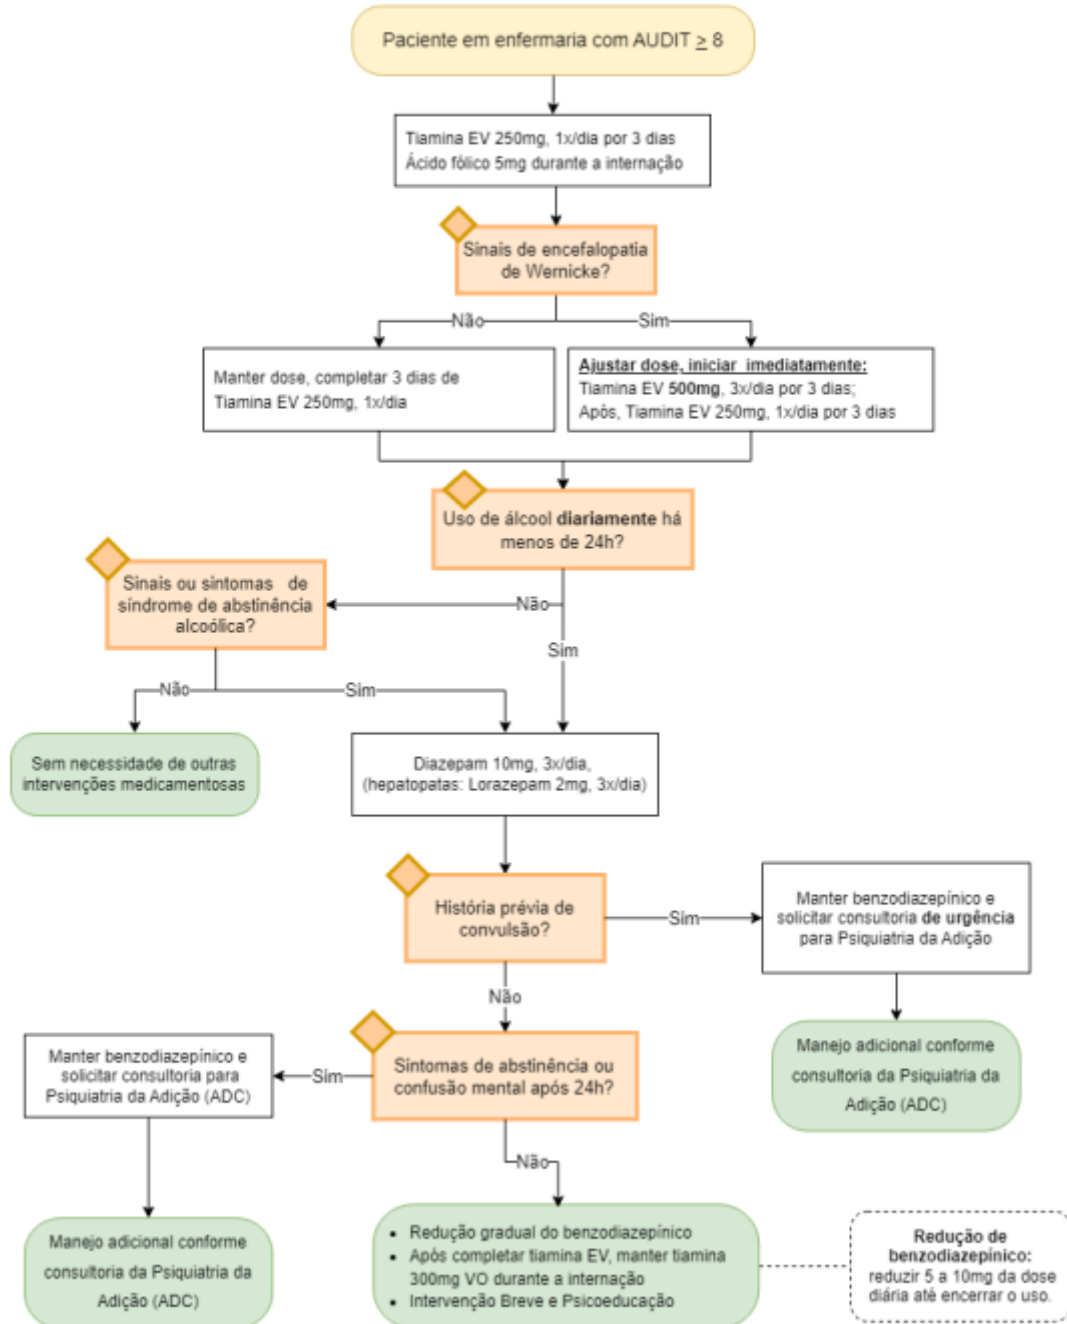 Paciente em enfermaria com AUDIT ≥ 8
Tiamina EV 250mg, 1x/dia por 3 dias
Ácido fólico 5mg durante a internação
Sinais de encefalopatia
de Wernicke?
Não
Sim
Manter dose, completar 3 dias de
Tiamina EV 250mg, 1x/dia
Ajustar dose, iniciar imediatamente:
Tiamina EV 500mg, 3x/dia por 3 dias;
Após, Tiamina EV 250mg, 1x/dia por 3 dias
Uso de álcool diariamente há
menos de 24h?
Não
Sim
Sinais ou sintomas de
síndrome de abstinência
alcoólica?
Não
Sim
Sem necessidade de outras
intervenções medicamentosas
Diazepam 10mg, 3x/dia,
(hepatopatas: Lorazepam 2mg, 3x/dia)
História prévia de
convulsão?
Sim
Manter benzodiazepínico e
solicitar consultoria de urgência
para Psiquiatria da Adição
Manejo adicional conforme
consultoria da Psiquiatria da
Adição (ADC)
Não
Sintomas de abstinência ou
confusão mental após 24h?
Sim
Manter benzodiazepínico e
solicitar consultoria para
Psiquiatria da Adição (ADC)
Manejo adicional conforme
consultoria da Psiquiatria da
Adição (ADC)
Não
• Redução gradual do benzodiazepínico
• Após completar tiamina EV, manter tiamina
300mg VO durante a internação
• Intervenção Breve e Psicoeducação
Redução de
benzodiazepínico:
reduzir 5 a 10mg da dose
diária até encerrar o uso.